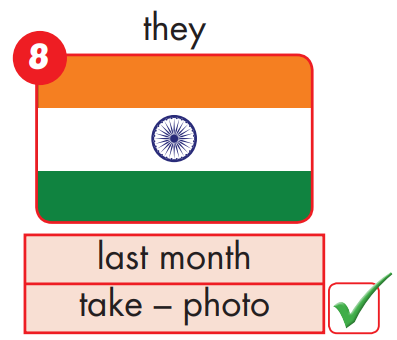 they
8
last month
take – photo